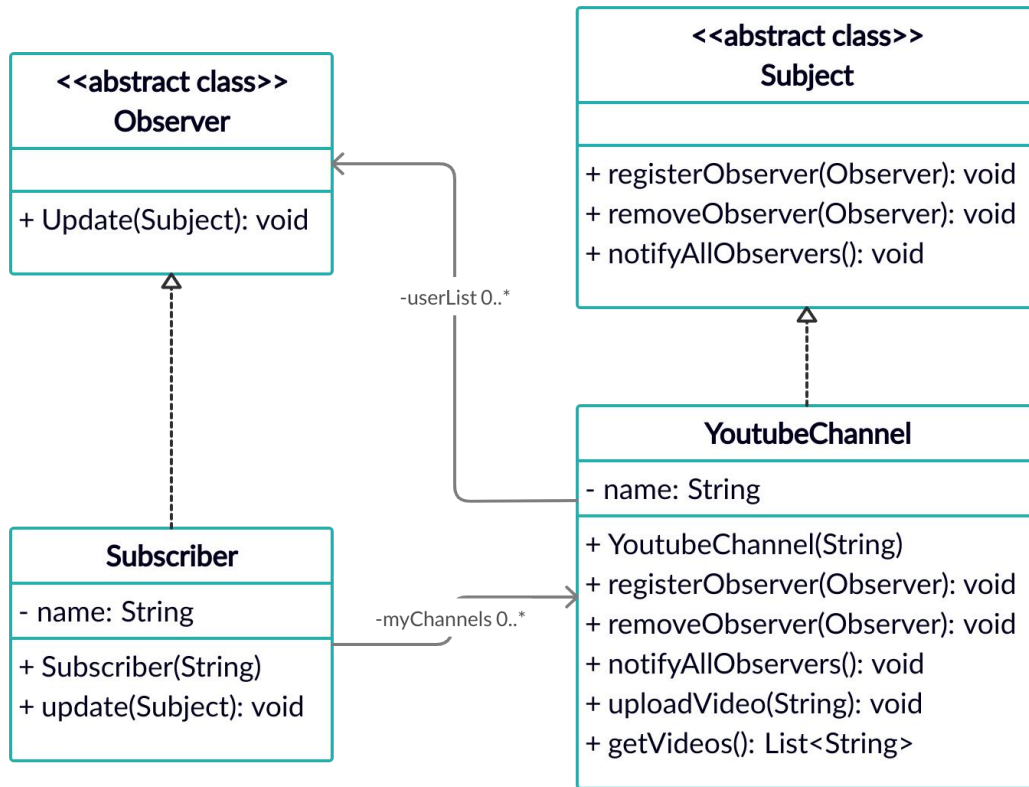 <<abstract class>>
Observer
+ Update(Subject): void
<<abstract class>>
Subject
+ registerObserver(Observer): void
+ removeObserver(Observer): void
+ notifyAllObservers(): void
-userList 0..*
Subscriber
- name: String
+ Subscriber(String)
+ update(Subject): void
-myChannels 0..*
YoutubeChannel
- name: String
+ YoutubeChannel(String)
+ registerObserver(Observer): void
+ removeObserver(Observer): void
+ notifyAllObservers(): void
+ uploadVideo(String): void
+ getVideos(): List<String>